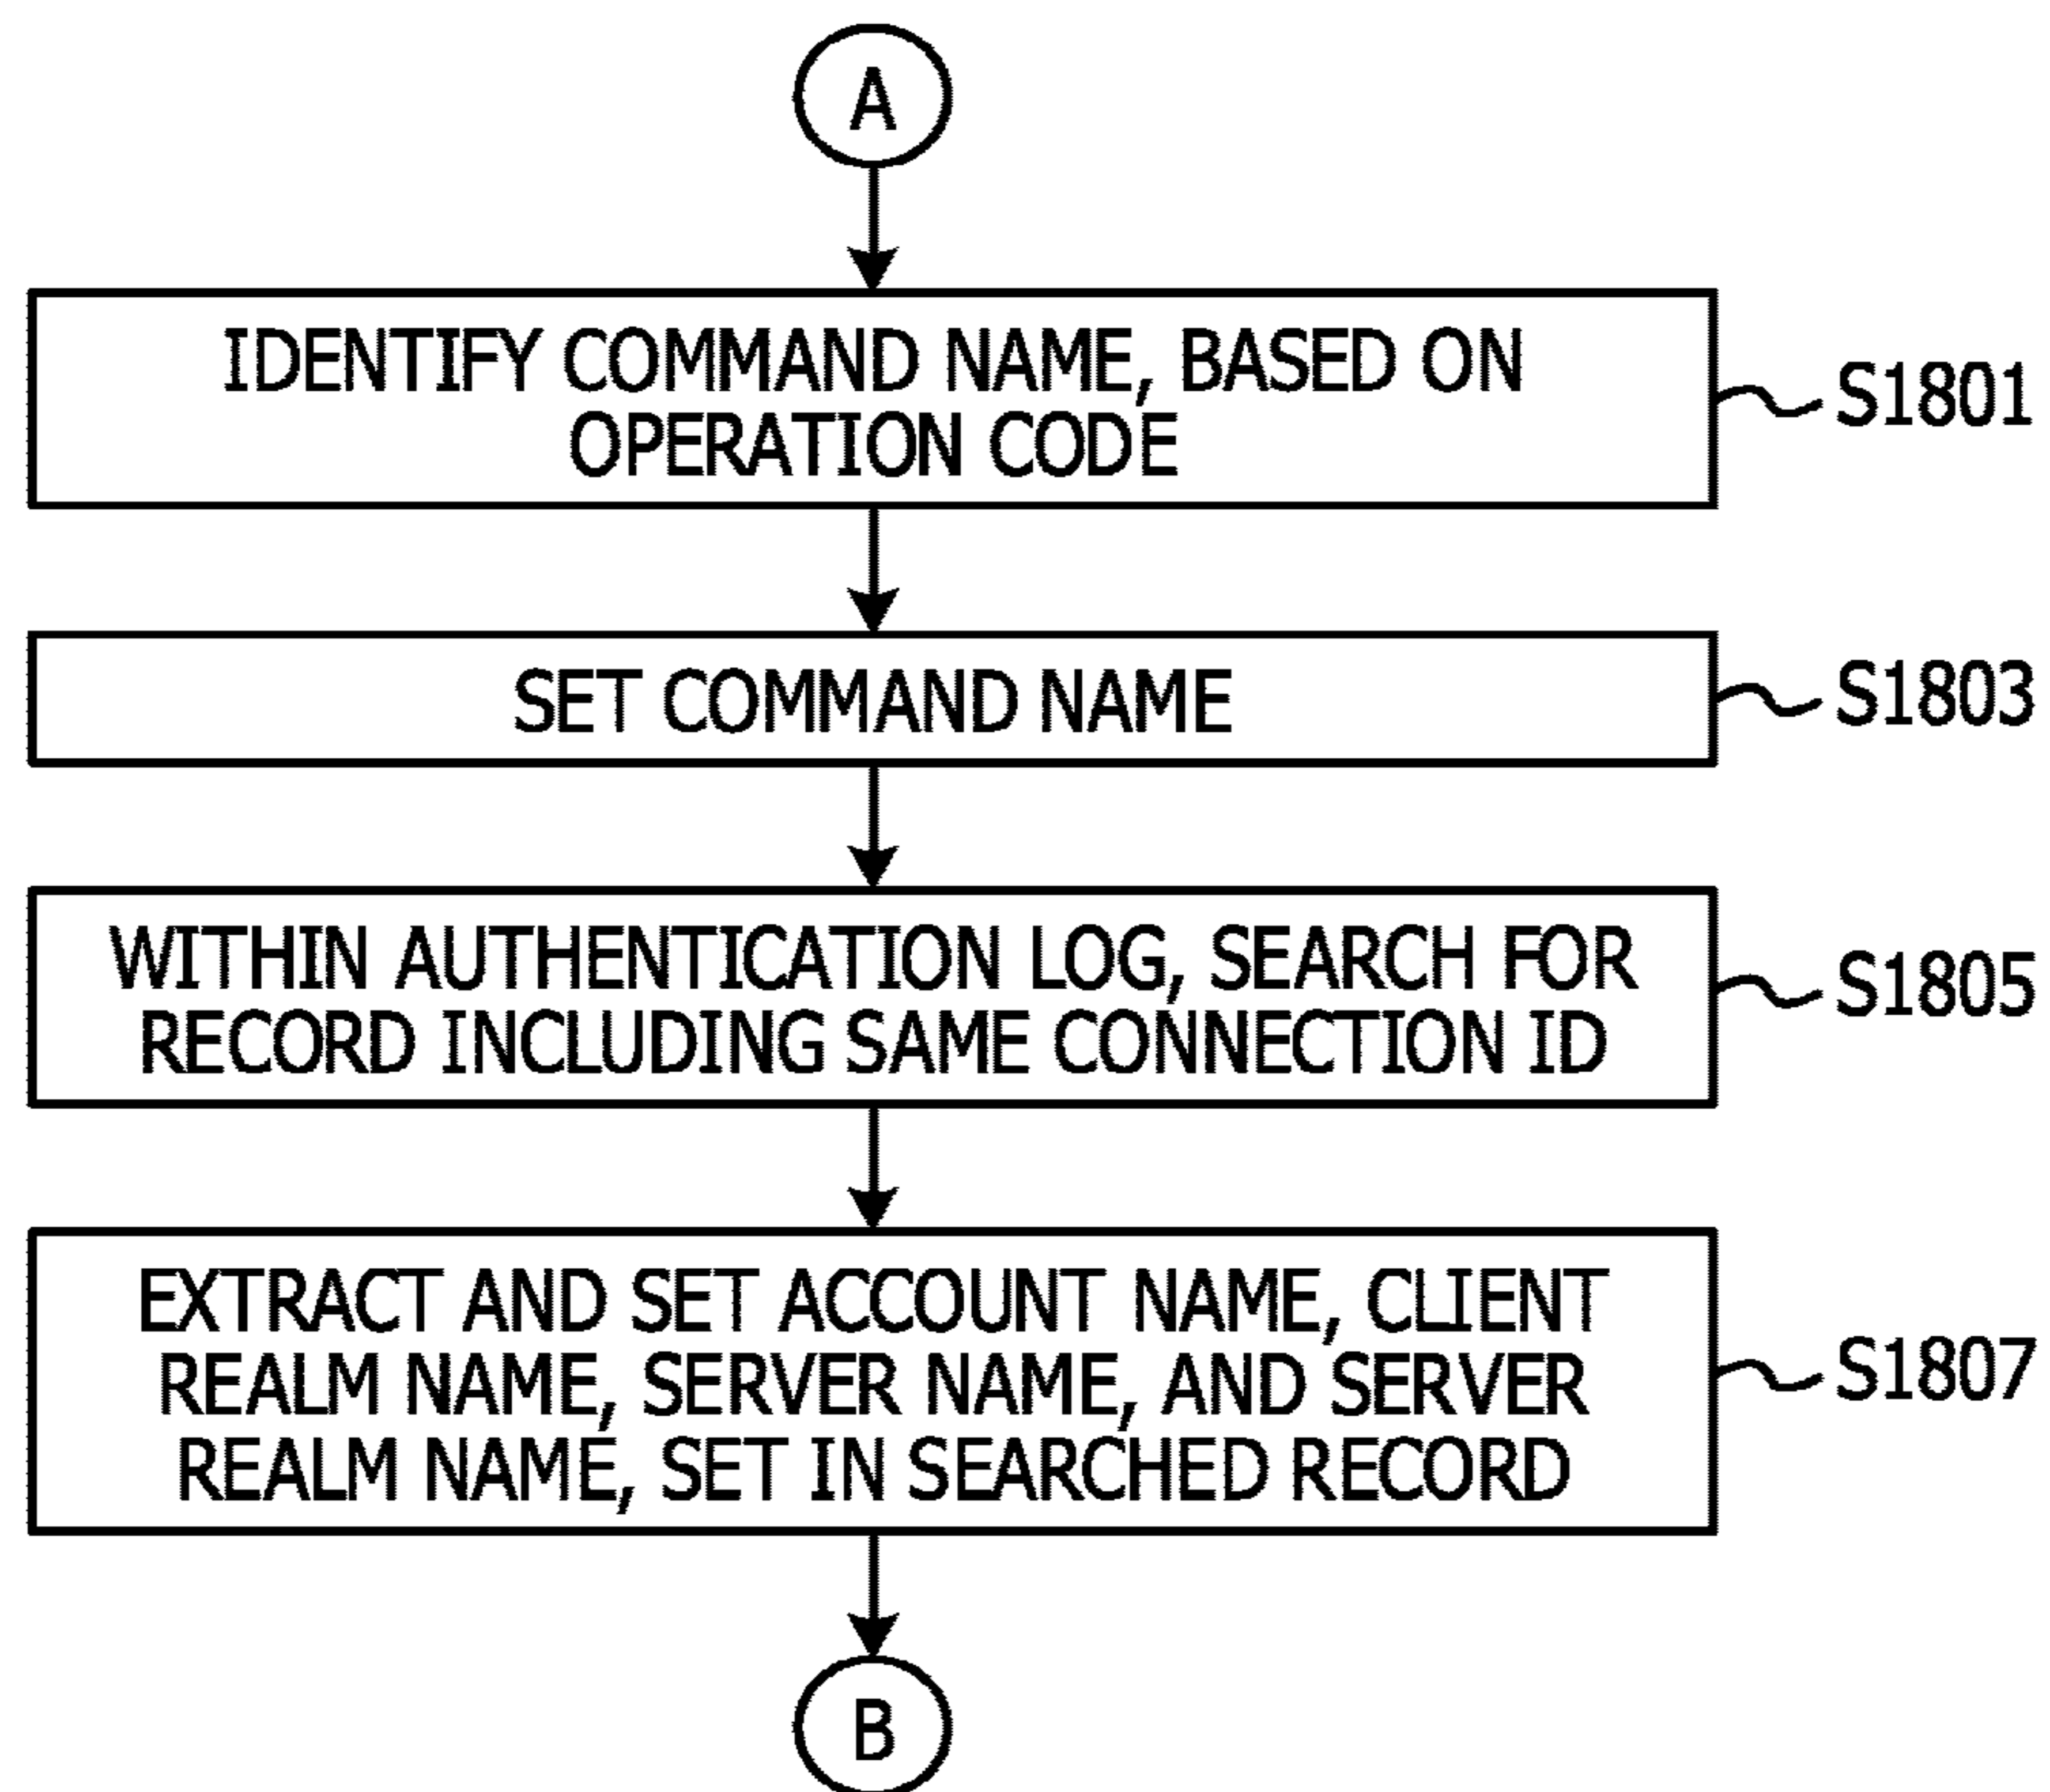 A
IDENTIFY COMMAND NAME, BASED ON
OPERATION CODE
S1801
SET COMMAND NAME
S1803
WITHIN AUTHENTICATION LOG, SEARCH FOR
RECORD INCLUDING SAME CONNECTION ID
S1805
EXTRACT AND SET ACCOUNT NAME, CLIENT
REALM NAME, SERVER NAME, AND SERVER
REALM NAME, SET IN SEARCHED RECORD
S1807
B